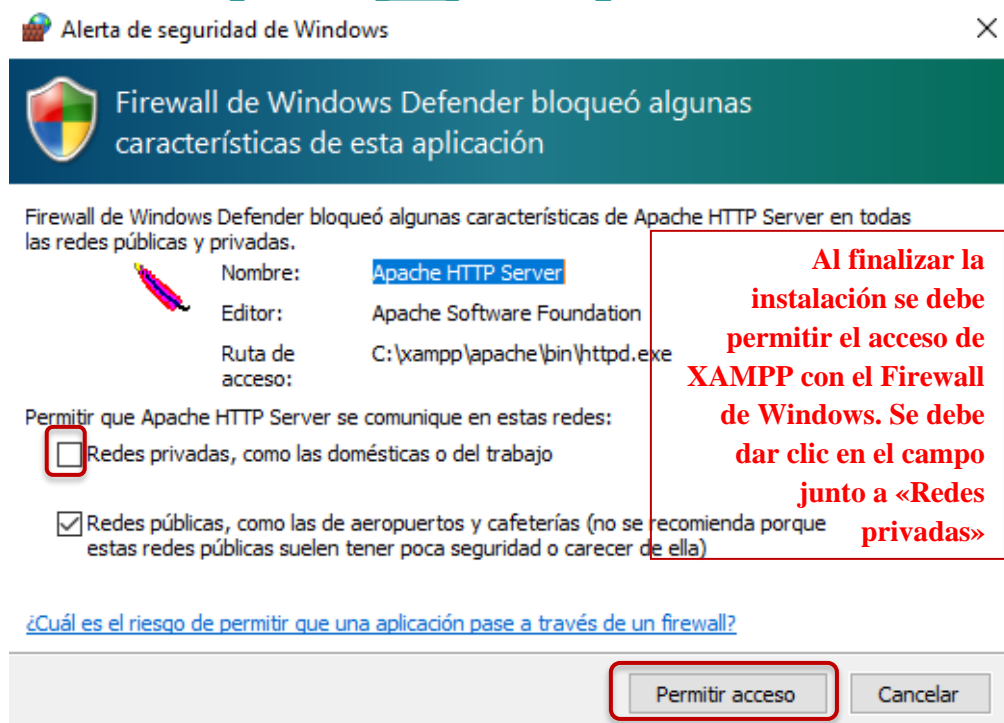 Alerta de seguridad de Windows
Firewall de Windows Defender bloqueó algunas
características de esta aplicación
Firewall de Windows Defender bloqueó algunas características de Apache HTTP Server en todas
las redes públicas y privadas.
Nombre: Apache HTTP Server
Editor: Apache Software Foundation
Ruta de C:\xampp\apache\bin\httpd.exe
acceso:
Al finalizar la
instalación se debe
permitir el acceso de
XAMPP con el Firewall
de Windows. Se debe
dar clic en el campo
junto a «Redes
privadas»
Permitir que Apache HTTP Server se comunique en estas redes:
Redes privadas, como las domésticas o del trabajo
Redes públicas, como las de aeropuertos y cafeterías (no se recomienda porque
estas redes públicas suelen tener poca seguridad o carecer de ella)
¿Cuál es el riesgo de permitir que una aplicación pase a través de un firewall?
Permitir acceso Cancelar